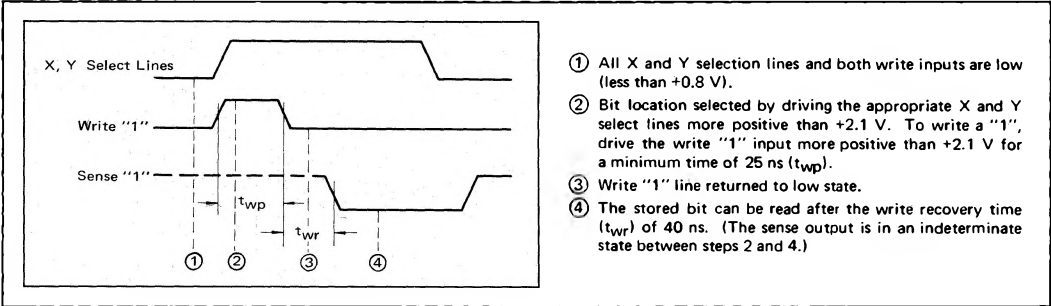 X, Y Select Lines
Write "1"
Sense "1"
twp
twr
① ② ③ ④
① All X and Y selection lines and both write inputs are low
(less than +0.8 V).
② Bit location selected by driving the appropriate X and Y
select lines more positive than +2.1 V. To write a "1",
drive the write "1" input more positive than +2.1 V for
a minimum time of 25 ns (twp).
③ Write "1" line returned to low state.
④ The stored bit can be read after the write recovery time
(twr) of 40 ns. (The sense output is in an indeterminate
state between steps 2 and 4.)